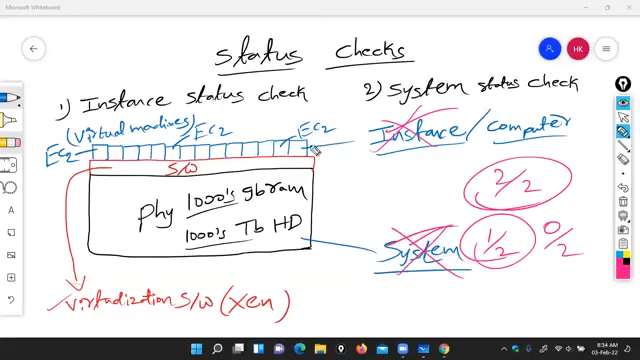 Microsoft Whiteboard
HK
Status Checks
1) Instance status check
2) System status check
(Virtual machines)
EC2
EC2
EC2
Instance / computer
S/W
Phy 1000's gb ram
1000's Tb HD
2/2
System
1/2
0/2
Virtualization S/W (Xen)
8:34 AM
03-Feb-22